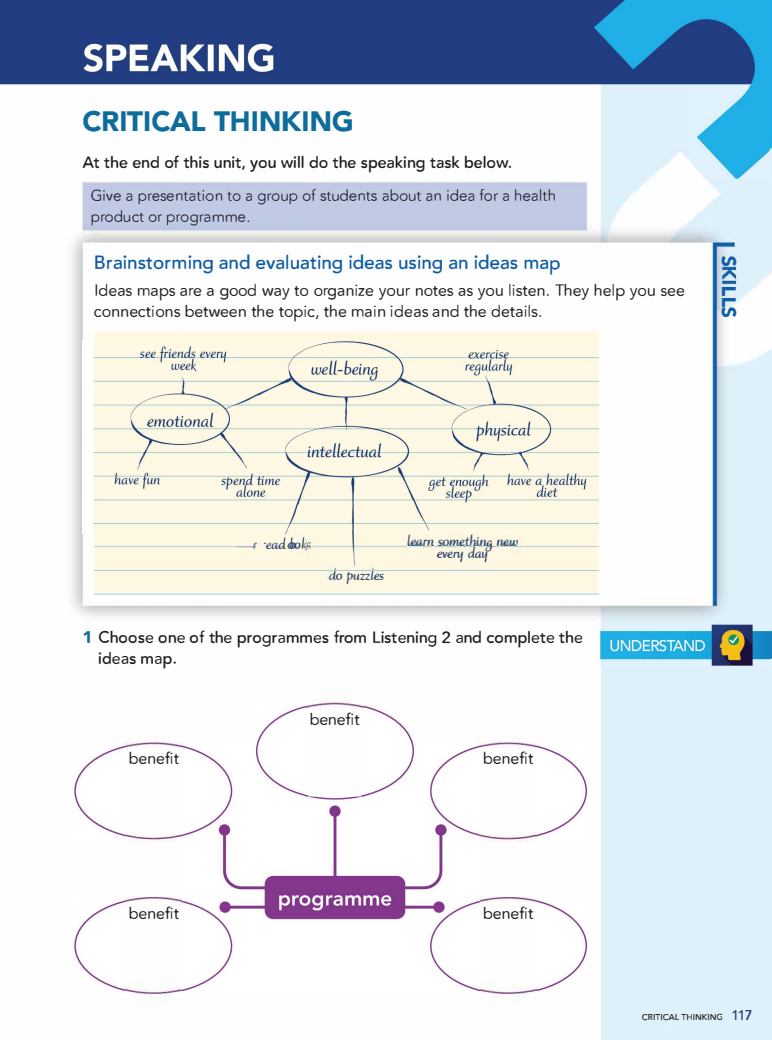 SPEAKING
CRITICAL THINKING
At the end of this unit, you will do the speaking task below.
Give a presentation to a group of students about an idea for a health
product or programme.
SKILLS
Brainstorming and evaluating ideas using an ideas map
Ideas maps are a good way to organize your notes as you listen. They help you see
connections between the topic, the main ideas and the details.
see friends every
week
well-being
exercise
regularly
emotional
physical
intellectual
have fun
spend time
alone
get enough
sleep
have a healthy
diet
learn something new
every day
do puzzles
1 Choose one of the programmes from Listening 2 and complete the
ideas map.
UNDERSTAND
benefit
benefit
benefit
programme
benefit
benefit
CRITICAL THINKING 117